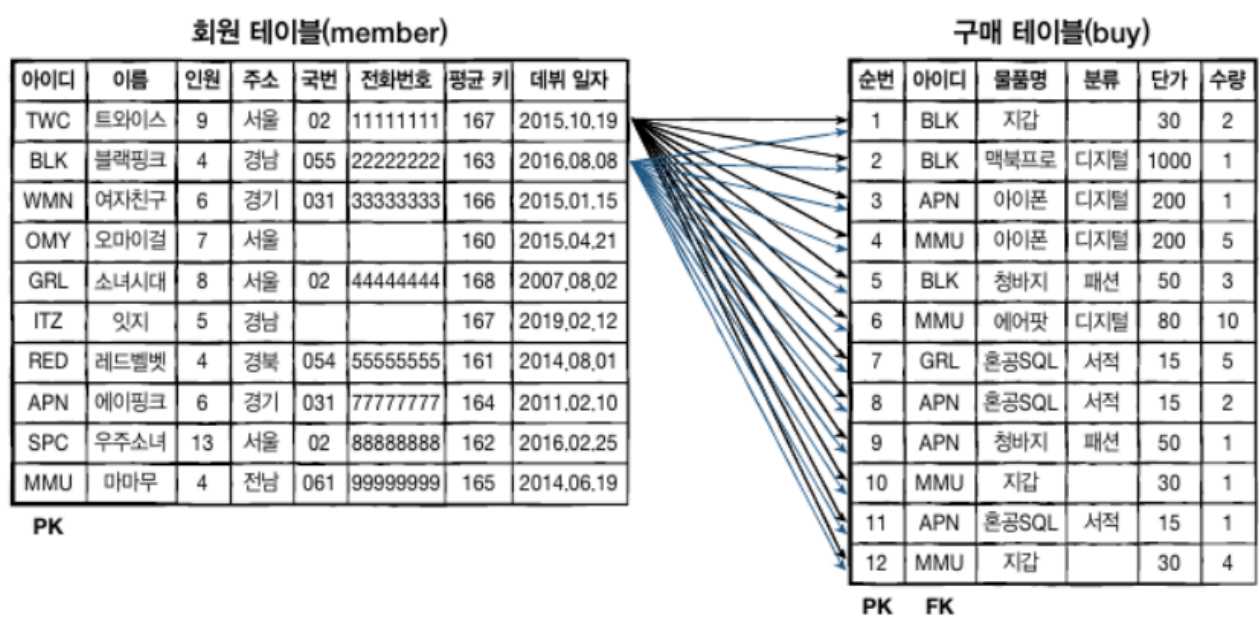 회원 테이블(member)
아이디 이름 인원 주소 국번 전화번호 평균 키 데뷔 일자
TWC 트와이스 9 서울 02 11111111 167 2015.10.19
BLK 블랙핑크 4 경남 055 22222222 163 2016.08.08
WMN 여자친구 6 경기 031 33333333 166 2015.01.15
OMY 오마이걸 7 서울 160 2015.04.21
GRL 소녀시대 8 서울 02 44444444 168 2007.08.02
ITZ 잇지 5 경남 167 2019.02.12
RED 레드벨벳 4 경북 054 55555555 161 2014.08.01
APN 에이핑크 6 경기 031 77777777 164 2011.02.10
SPC 우주소녀 13 서울 02 88888888 162 2016.02.25
MMU 마마무 4 전남 061 99999999 165 2014.06.19
PK
구매 테이블(buy)
순번 아이디 물품명 분류 단가 수량
1 BLK 지갑 30 2
2 BLK 맥북프로 디지털 1000 1
3 APN 아이폰 디지털 200 1
4 MMU 아이폰 디지털 200 5
5 BLK 청바지 패션 50 3
6 MMU 에어팟 디지털 80 10
7 GRL 혼공SQL 서적 15 5
8 APN 혼공SQL 서적 15 2
9 APN 청바지 패션 50 1
10 MMU 지갑 30 1
11 APN 혼공SQL 서적 15 1
12 MMU 지갑 30 4
PK FK